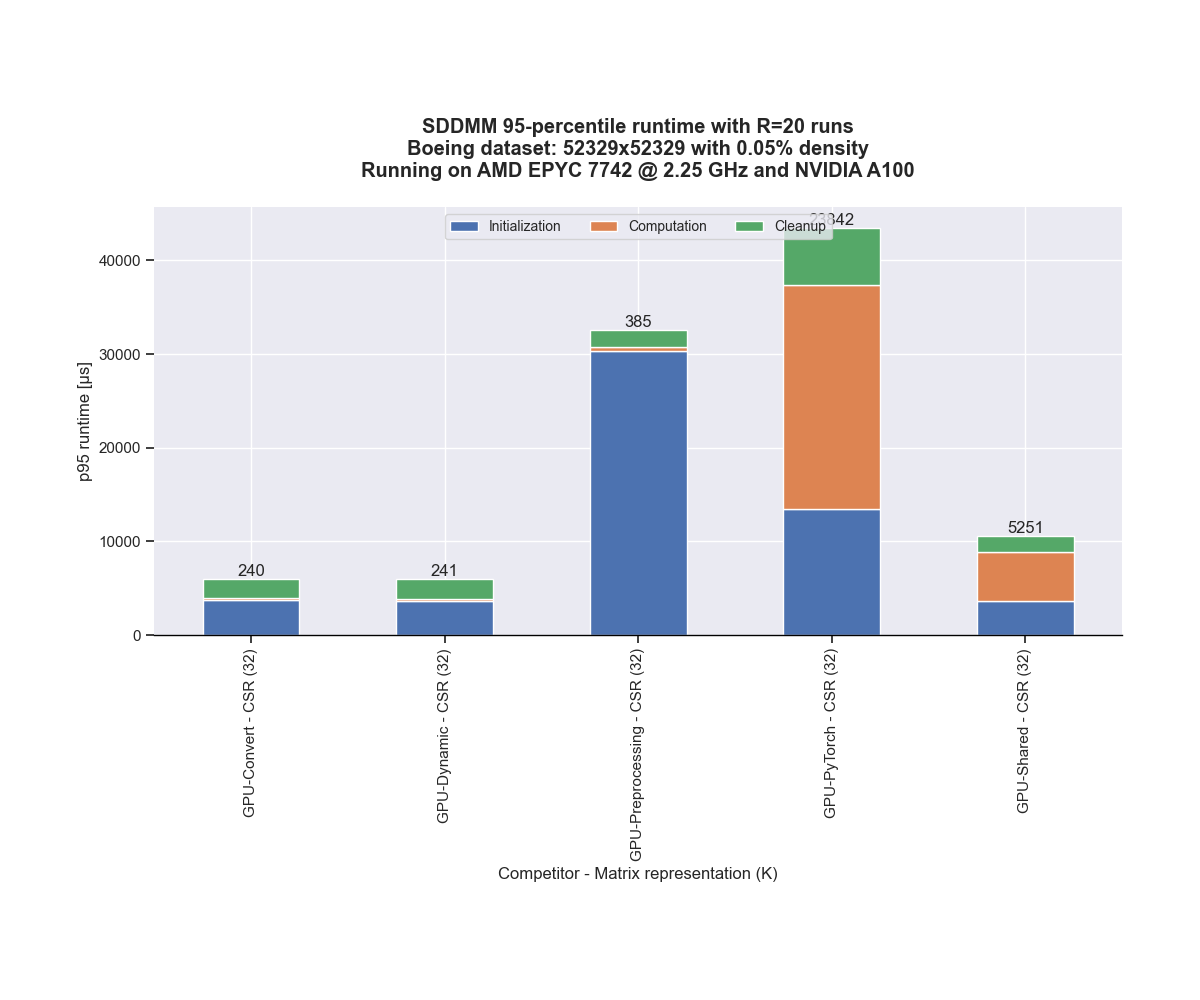 SDDMM 95-percentile runtime with R=20 runs
Boeing dataset: 52329x52329 with 0.05% density
Running on AMD EPYC 7742 @ 2.25 GHz and NVIDIA A100
Initialization Computation Cleanup
23842
385
5251
240
241
p95 runtime [µs]
40000
30000
20000
10000
0
GPU-Convert - CSR (32)
GPU-Dynamic - CSR (32)
GPU-Preprocessing - CSR (32)
GPU-PyTorch - CSR (32)
GPU-Shared - CSR (32)
Competitor - Matrix representation (K)